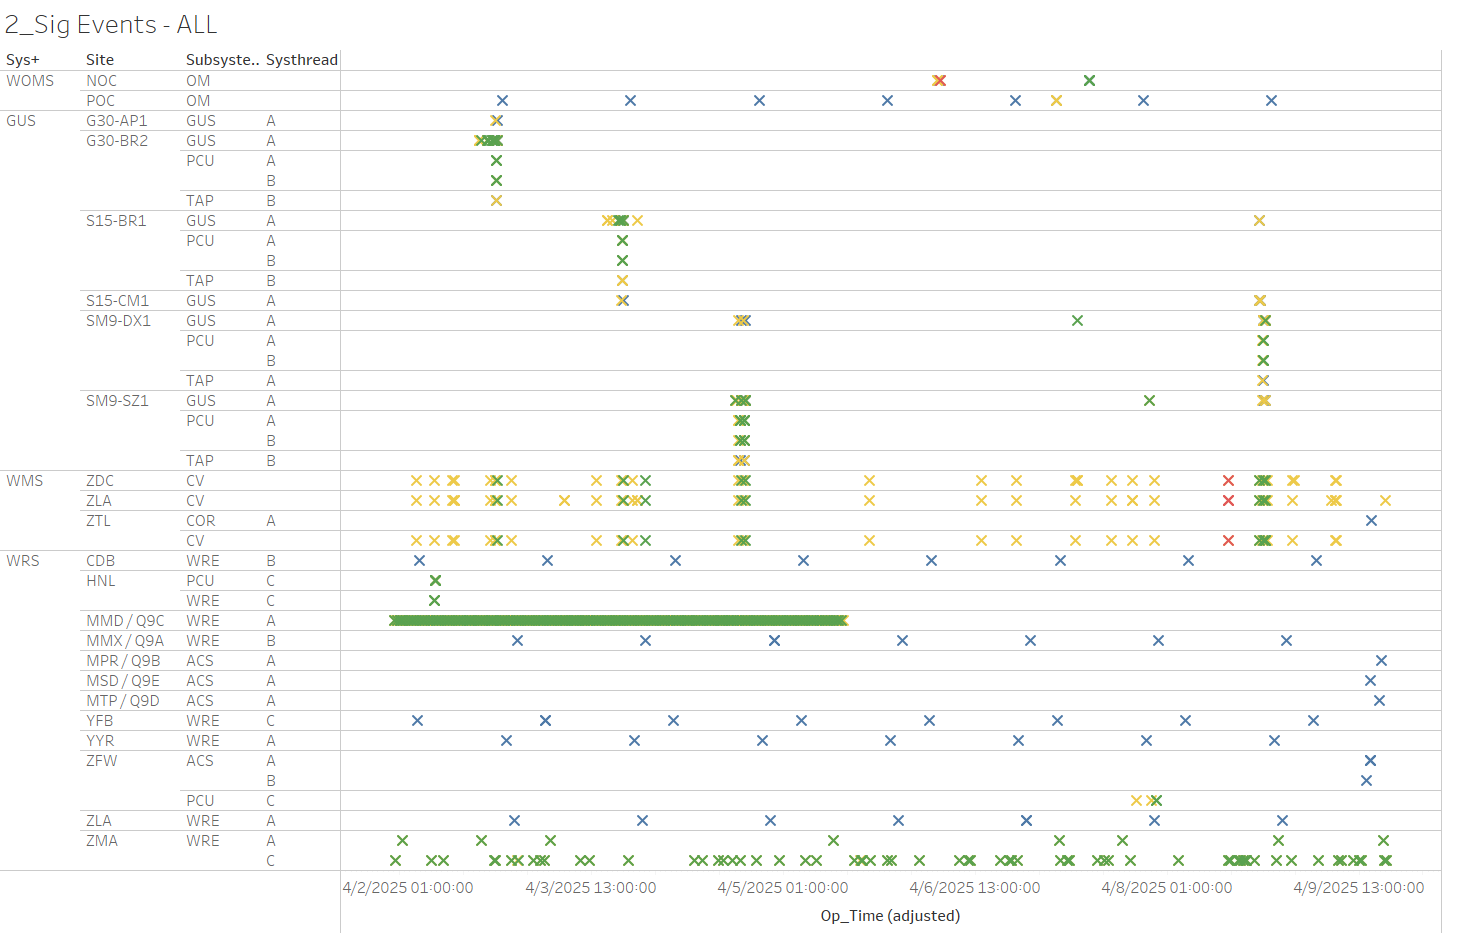 2_Sig Events - ALL
Sys+ Site Subsyste.. Systhread
WOMS NOC OM
POC OM
GUS G30-AP1 GUS A
G30-BR2 GUS A
PCU A
B
TAP B
S15-BR1 GUS A
PCU A
B
TAP B
S15-CM1 GUS A
SM9-DX1 GUS A
PCU A
B
TAP A
SM9-SZ1 GUS A
PCU A
B
TAP B
WMS ZDC CV
ZLA CV
ZTL COR A
CV
WRS CDB WRE B
HNL PCU C
WRE C
MMD / Q9C WRE A
MMX / Q9A WRE B
MPR / Q9B ACS A
MSD / Q9E ACS A
MTP / Q9D ACS A
YFB WRE C
YYR WRE A
ZFW ACS A
B
PCU C
ZLA WRE A
ZMA WRE A
C
4/2/2025 01:00:00 4/3/2025 13:00:00 4/5/2025 01:00:00 4/6/2025 13:00:00 4/8/2025 01:00:00 4/9/2025 13:00:00
Op_Time (adjusted)